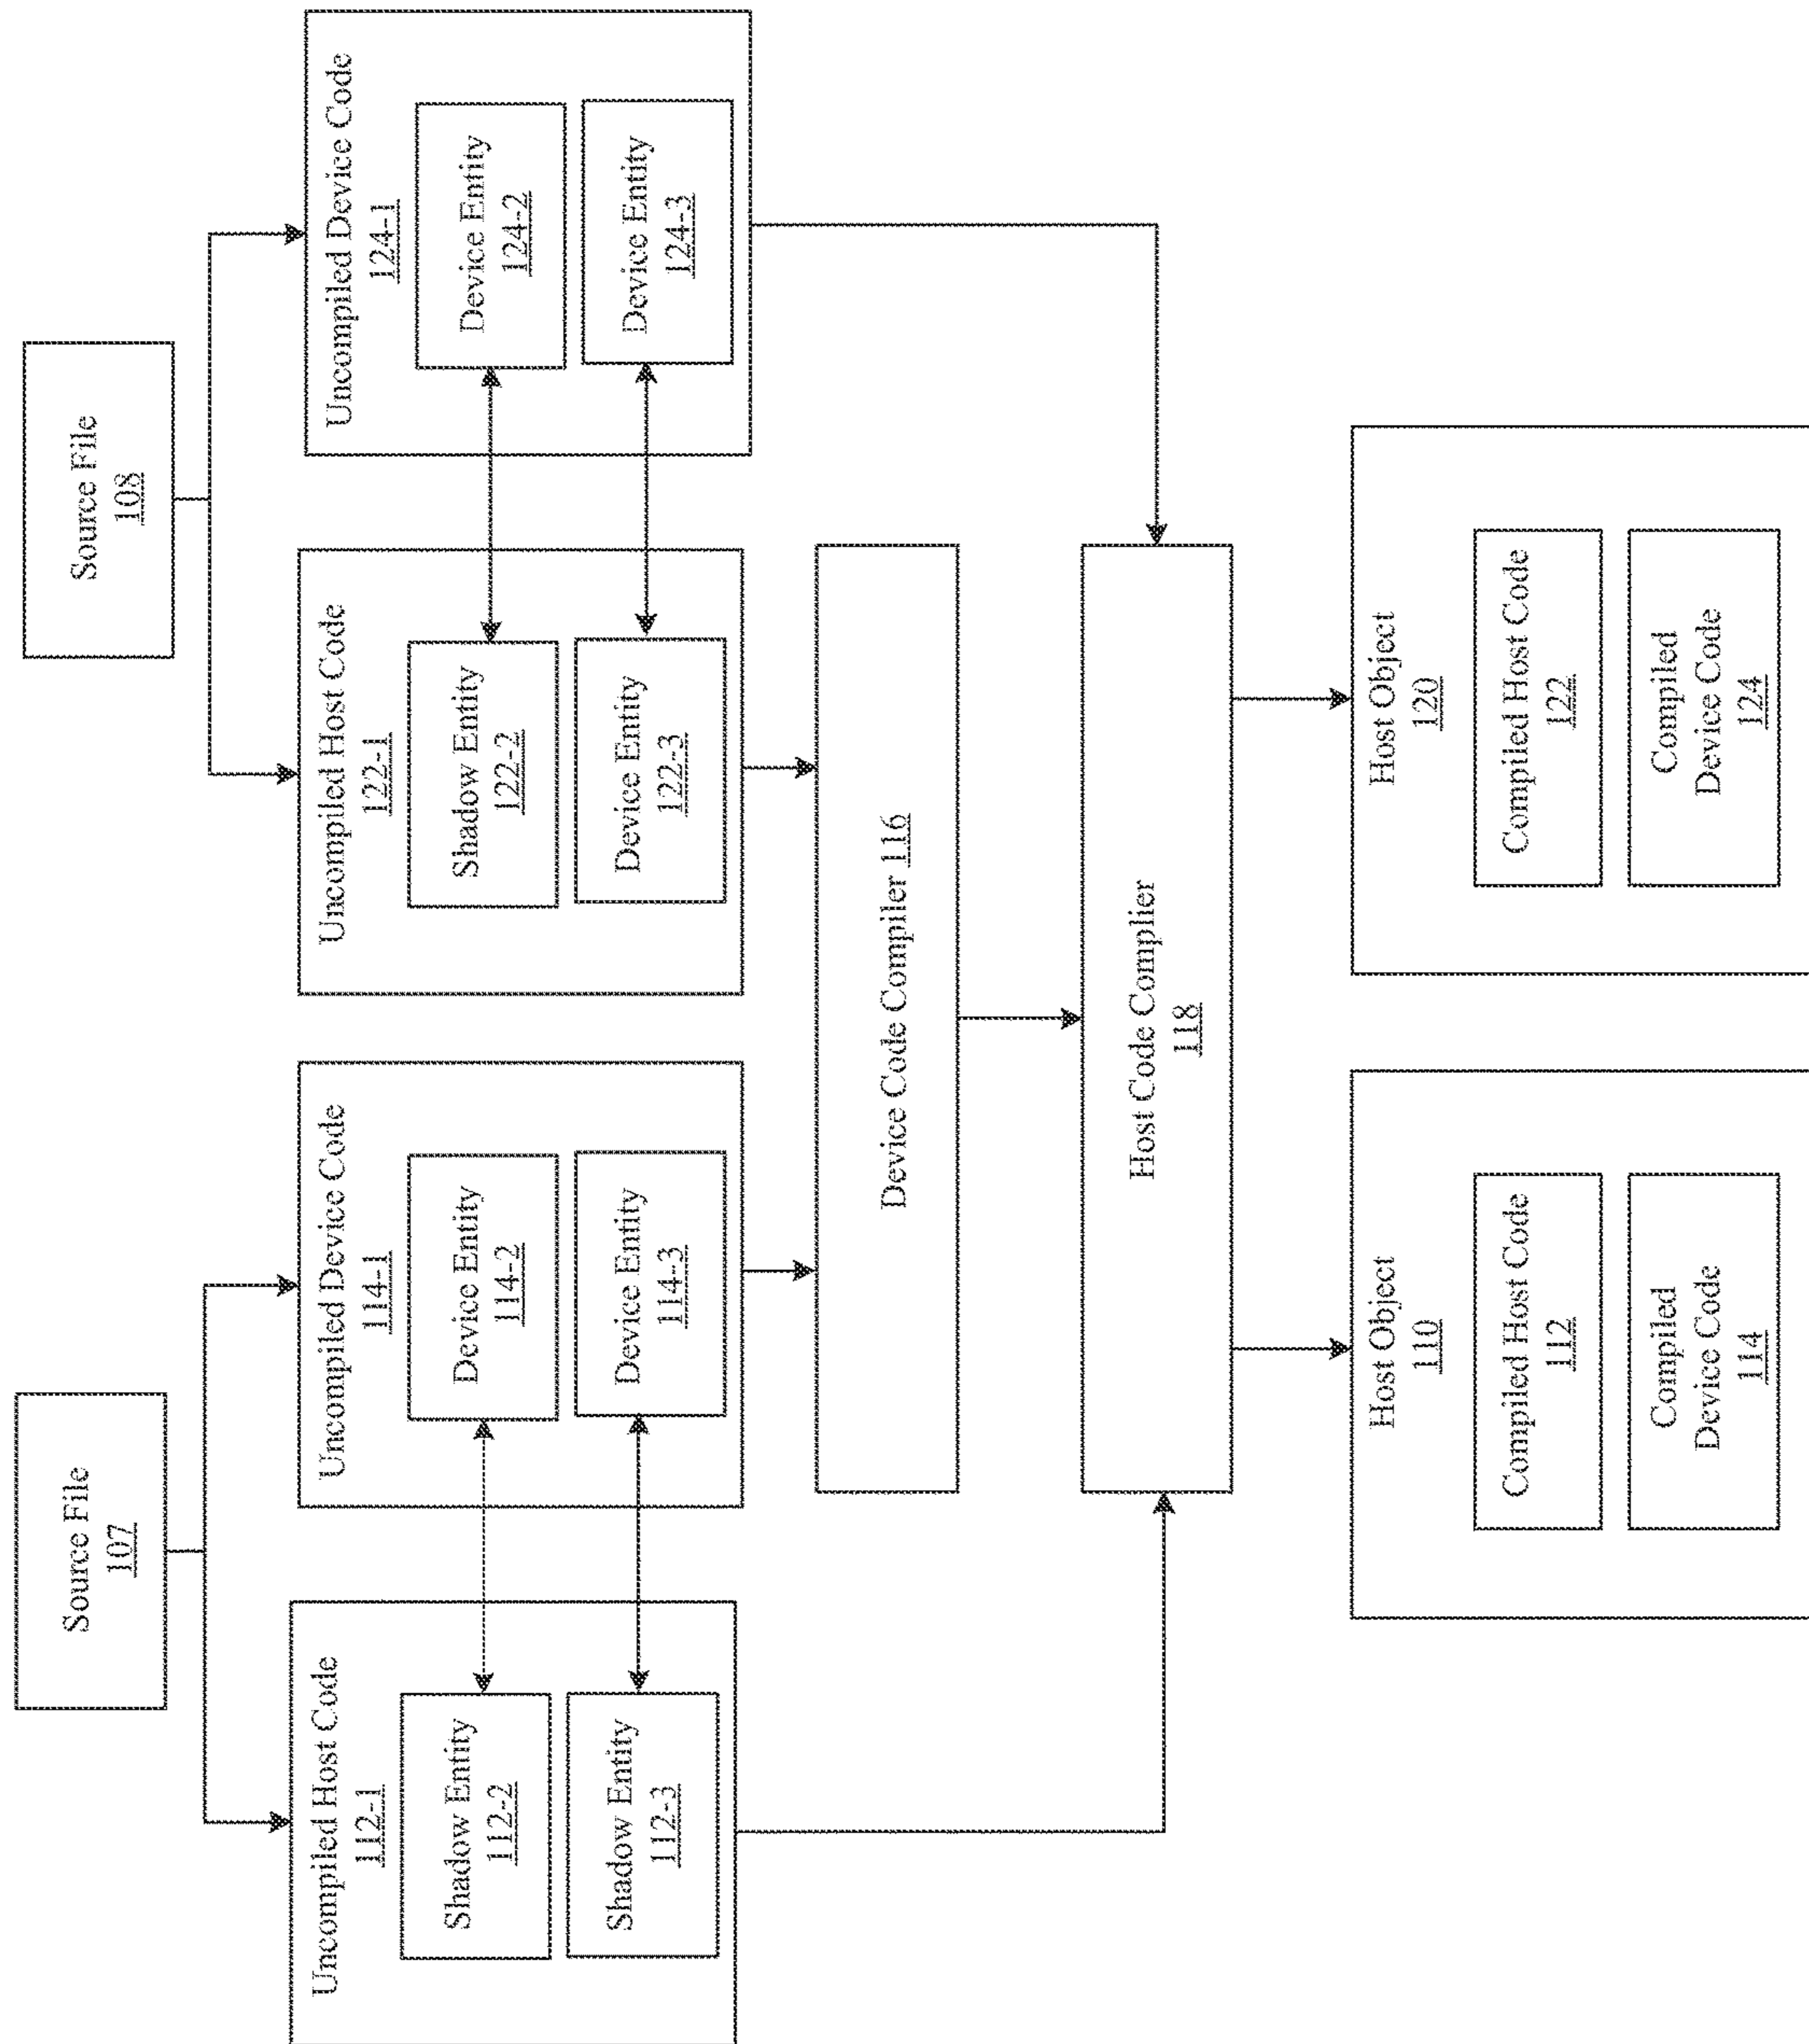 Source File
107
Source File
108
Uncompiled Host Code
112-1
Shadow Entity
112-2
Shadow Entity
112-3
Uncompiled Device Code
114-1
Device Entity
114-2
Device Entity
114-3
Uncompiled Host Code
122-1
Shadow Entity
122-2
Device Entity
122-3
Uncompiled Device Code
124-1
Device Entity
124-2
Device Entity
124-3
Device Code Compiler 116
Host Code Complier
118
Host Object
110
Compiled Host Code
112
Compiled
Device Code
114
Host Object
120
Compiled Host Code
122
Compiled
Device Code
124